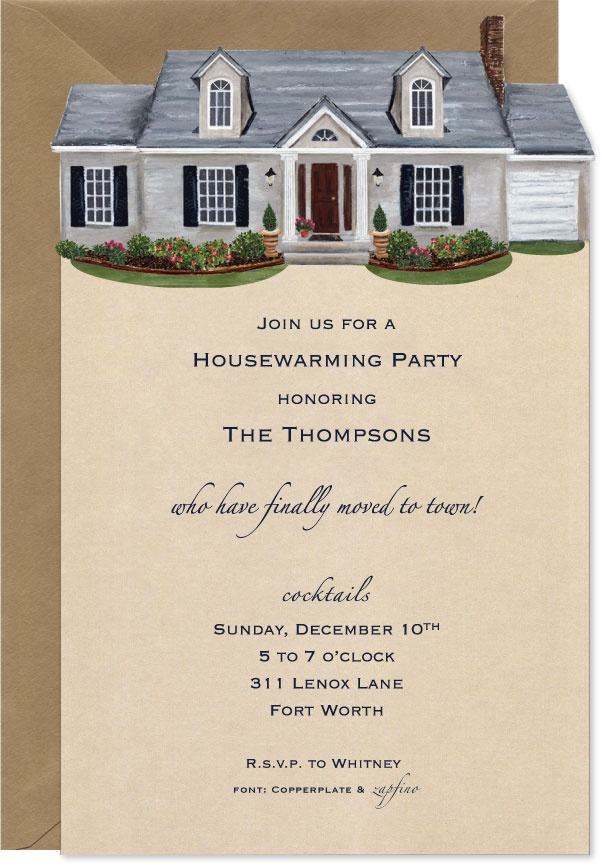 Join us for a
Housewarming Party
honoring
The Thompsons
who have finally moved to town!
cocktails
Sunday, December 10th
5 to 7 o'clock
311 Lenox Lane
Fort Worth
R.s.v.p. to Whitney
font: Copperplate & zapfino